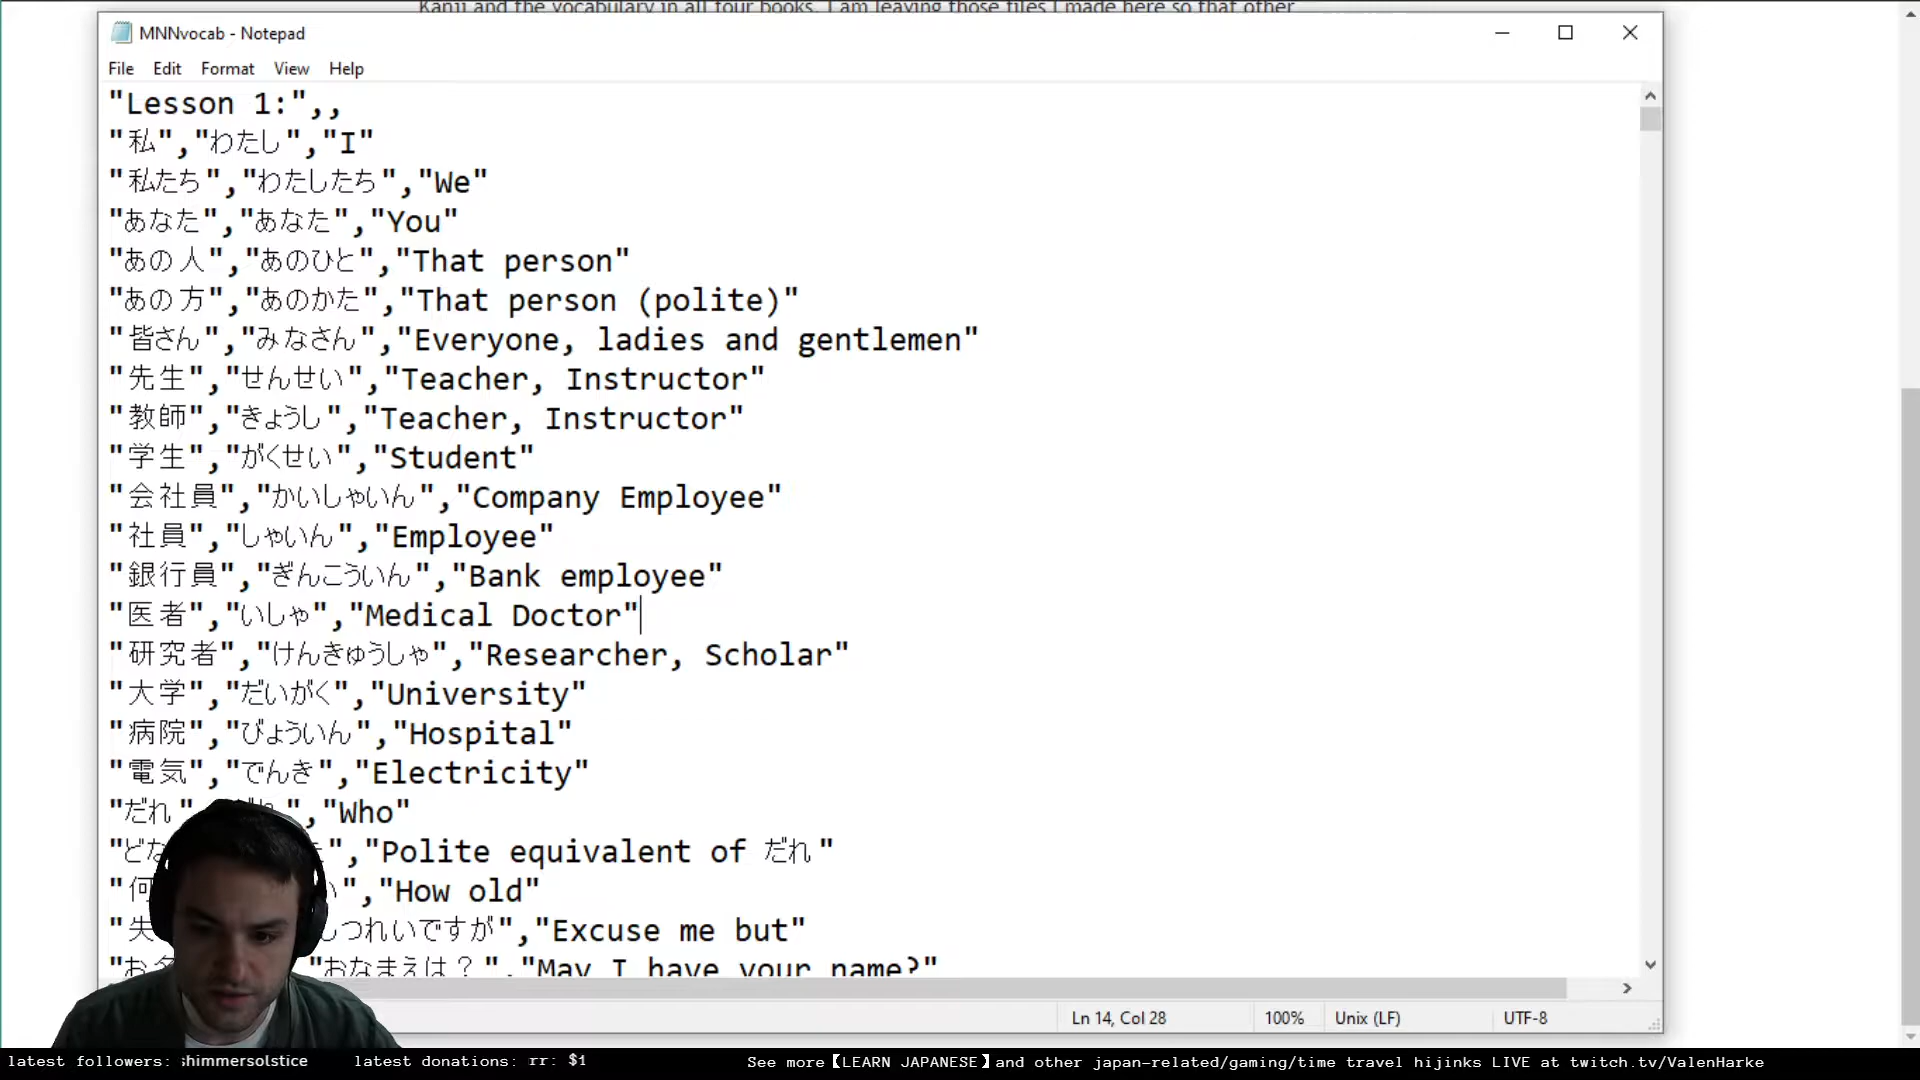 Kanji and the vocabulary in all four books. I am leaving those files I made here so that other
MNNvocab - Notepad
File Edit Format View Help
"Lesson 1:",,
"私","わたし","I"
"私たち","わたしたち","We"
"あなた","あなた","You"
"あの人","あのひと","That person"
"あの方","あのかた","That person (polite)"
"皆さん","みなさん","Everyone, ladies and gentlemen"
"先生","せんせい","Teacher, Instructor"
"教師","きょうし","Teacher, Instructor"
"学生","がくせい","Student"
"会社員","かいしゃいん","Company Employee"
"社員","しゃいん","Employee"
"銀行員","ぎんこういん","Bank employee"
"医者","いしゃ","Medical Doctor"
"研究者","けんきゅうしゃ","Researcher, Scholar"
"大学","だいがく","University"
"病院","びょういん","Hospital"
"電気","でんき","Electricity"
"だれ" ","Who"
"どな ","Polite equivalent of だれ"
"何 ","How old"
"失 しつれいですが","Excuse me but"
"お名 "おなまえは？","May I have your name?"
Ln 14, Col 28 100% Unix (LF) UTF-8
latest followers: shimmersolstice latest donations: rr: $1 See more【LEARN JAPANESE】and other japan-related/gaming/time travel hijinks LIVE at twitch.tv/ValenHarke